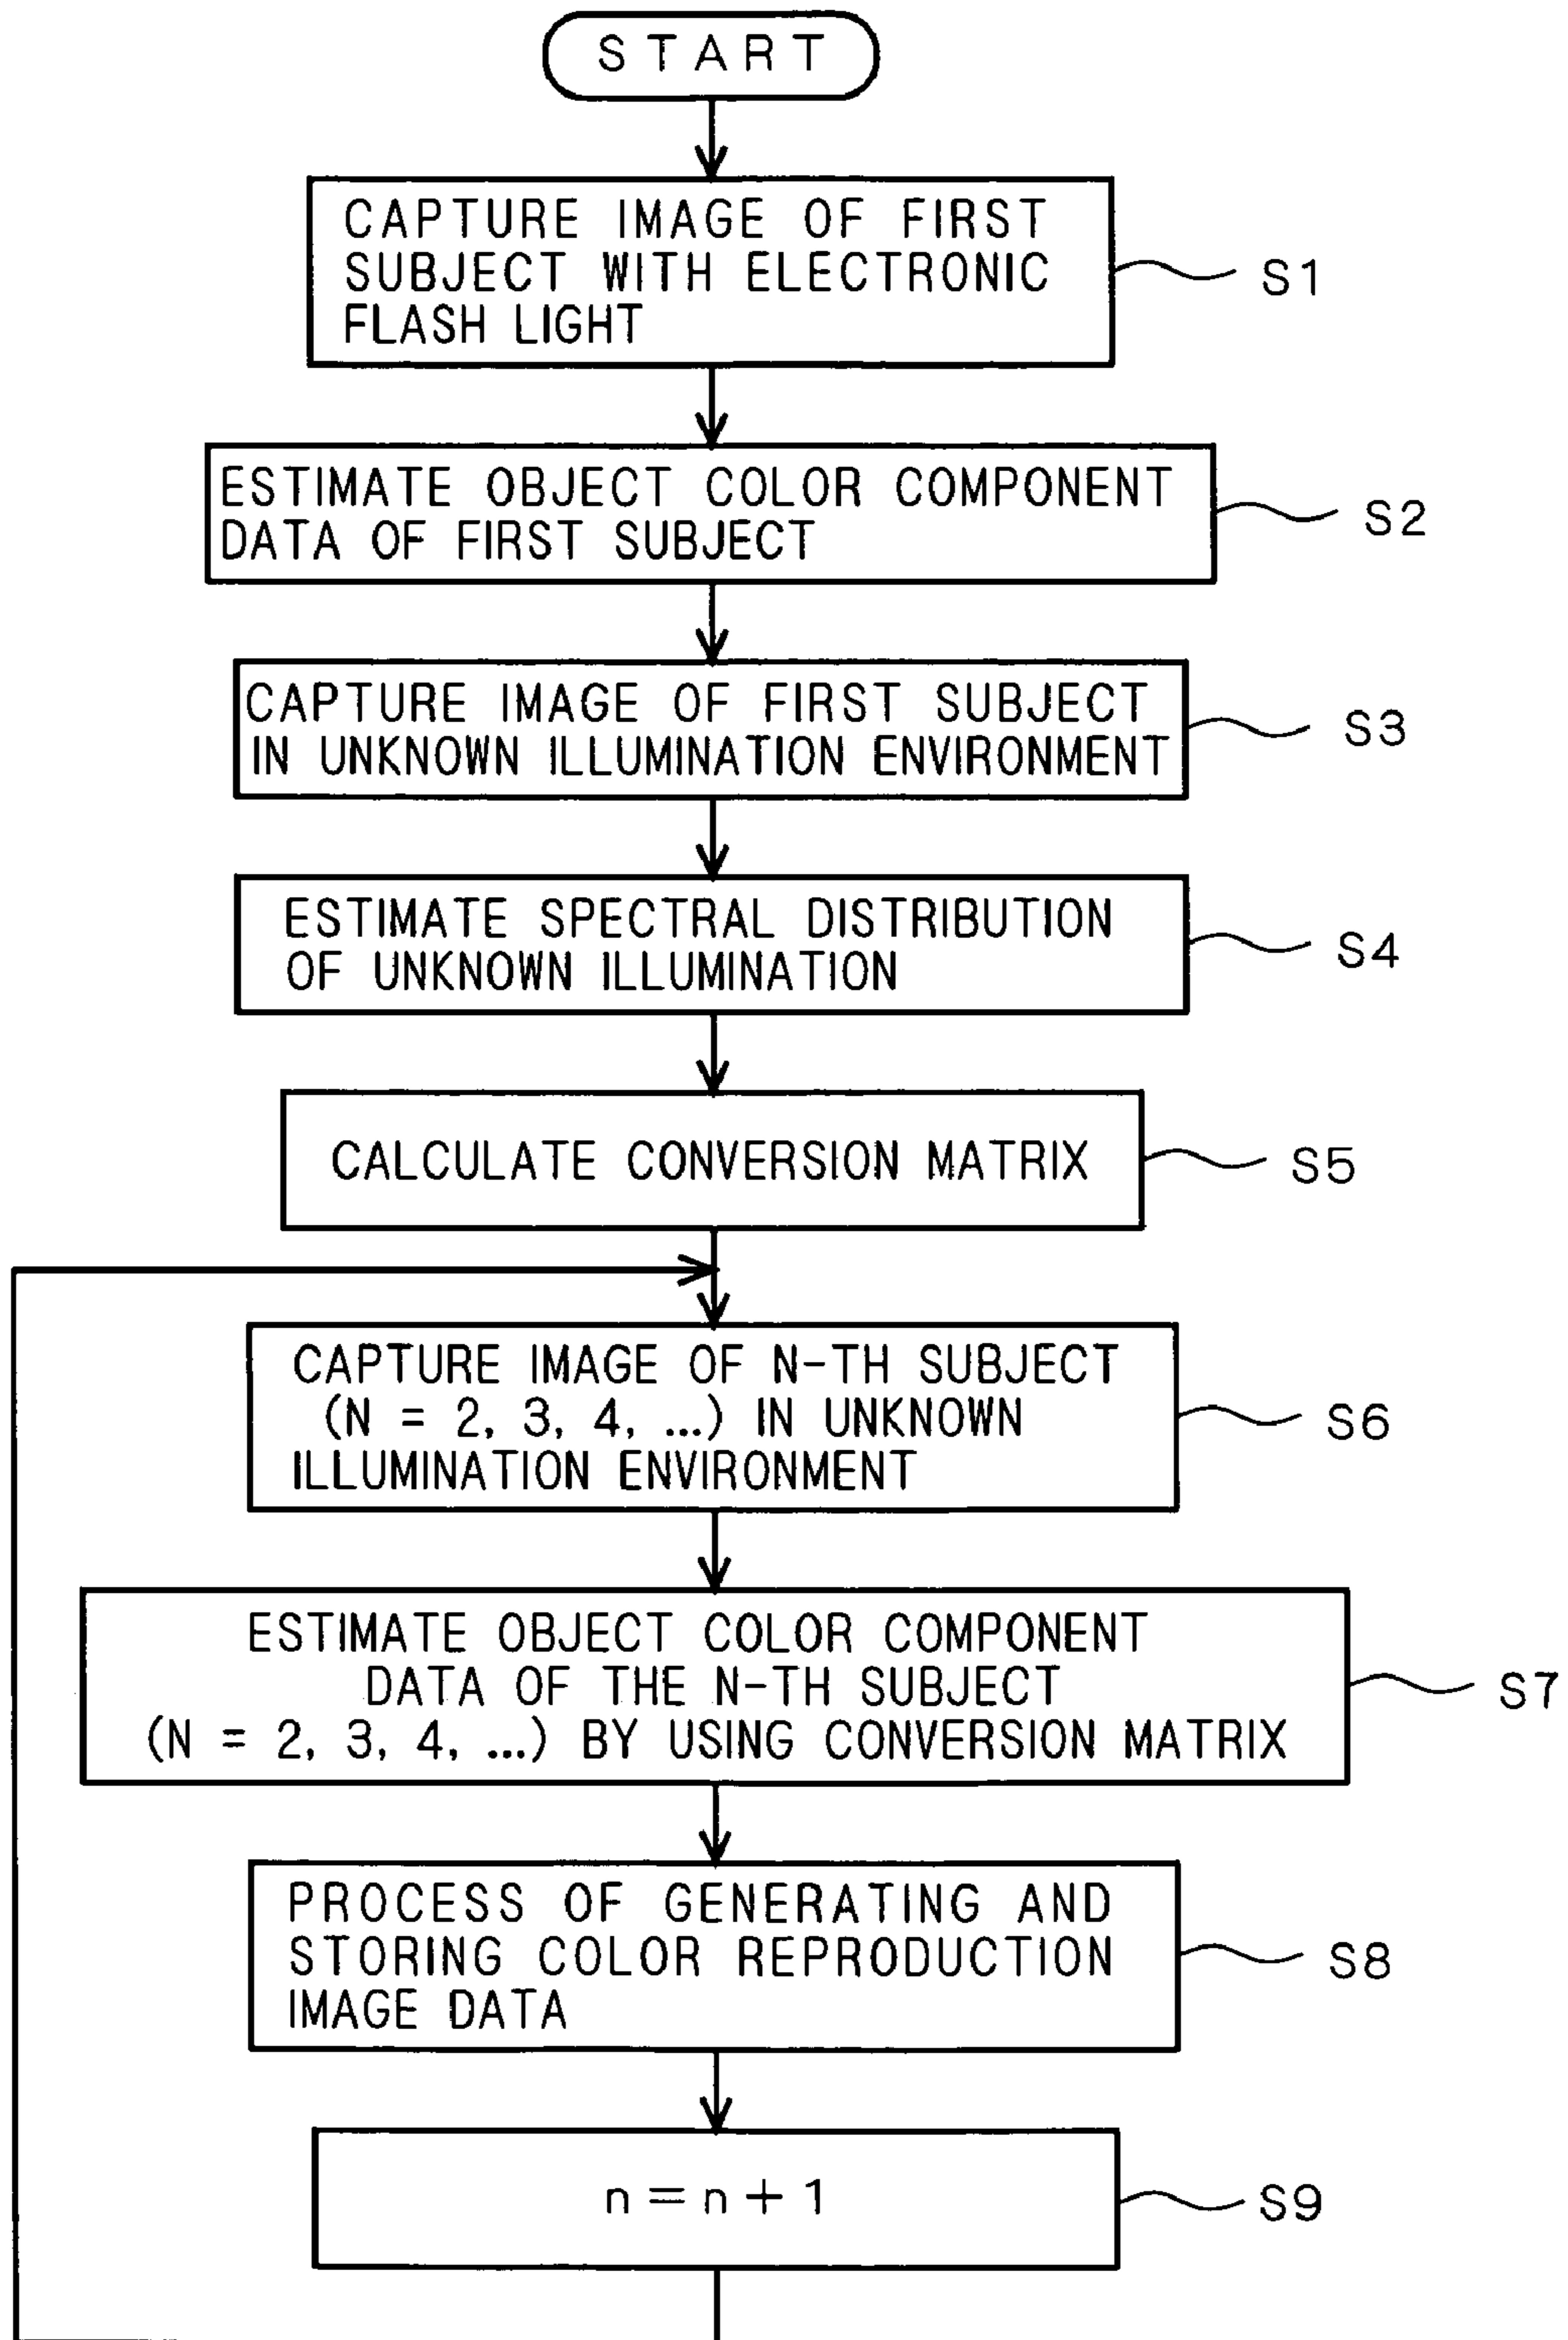 START
CAPTURE IMAGE OF FIRST
SUBJECT WITH ELECTRONIC
FLASH LIGHT
S1
ESTIMATE OBJECT COLOR COMPONENT
DATA OF FIRST SUBJECT
S2
CAPTURE IMAGE OF FIRST SUBJECT
IN UNKNOWN ILLUMINATION ENVIRONMENT
S3
ESTIMATE SPECTRAL DISTRIBUTION
OF UNKNOWN ILLUMINATION
S4
CALCULATE CONVERSION MATRIX
S5
CAPTURE IMAGE OF N-TH SUBJECT
(N = 2, 3, 4, ...) IN UNKNOWN
ILLUMINATION ENVIRONMENT
S6
ESTIMATE OBJECT COLOR COMPONENT
DATA OF THE N-TH SUBJECT
(N = 2, 3, 4, ...) BY USING CONVERSION MATRIX
S7
PROCESS OF GENERATING AND
STORING COLOR REPRODUCTION
IMAGE DATA
S8
n = n + 1
S9